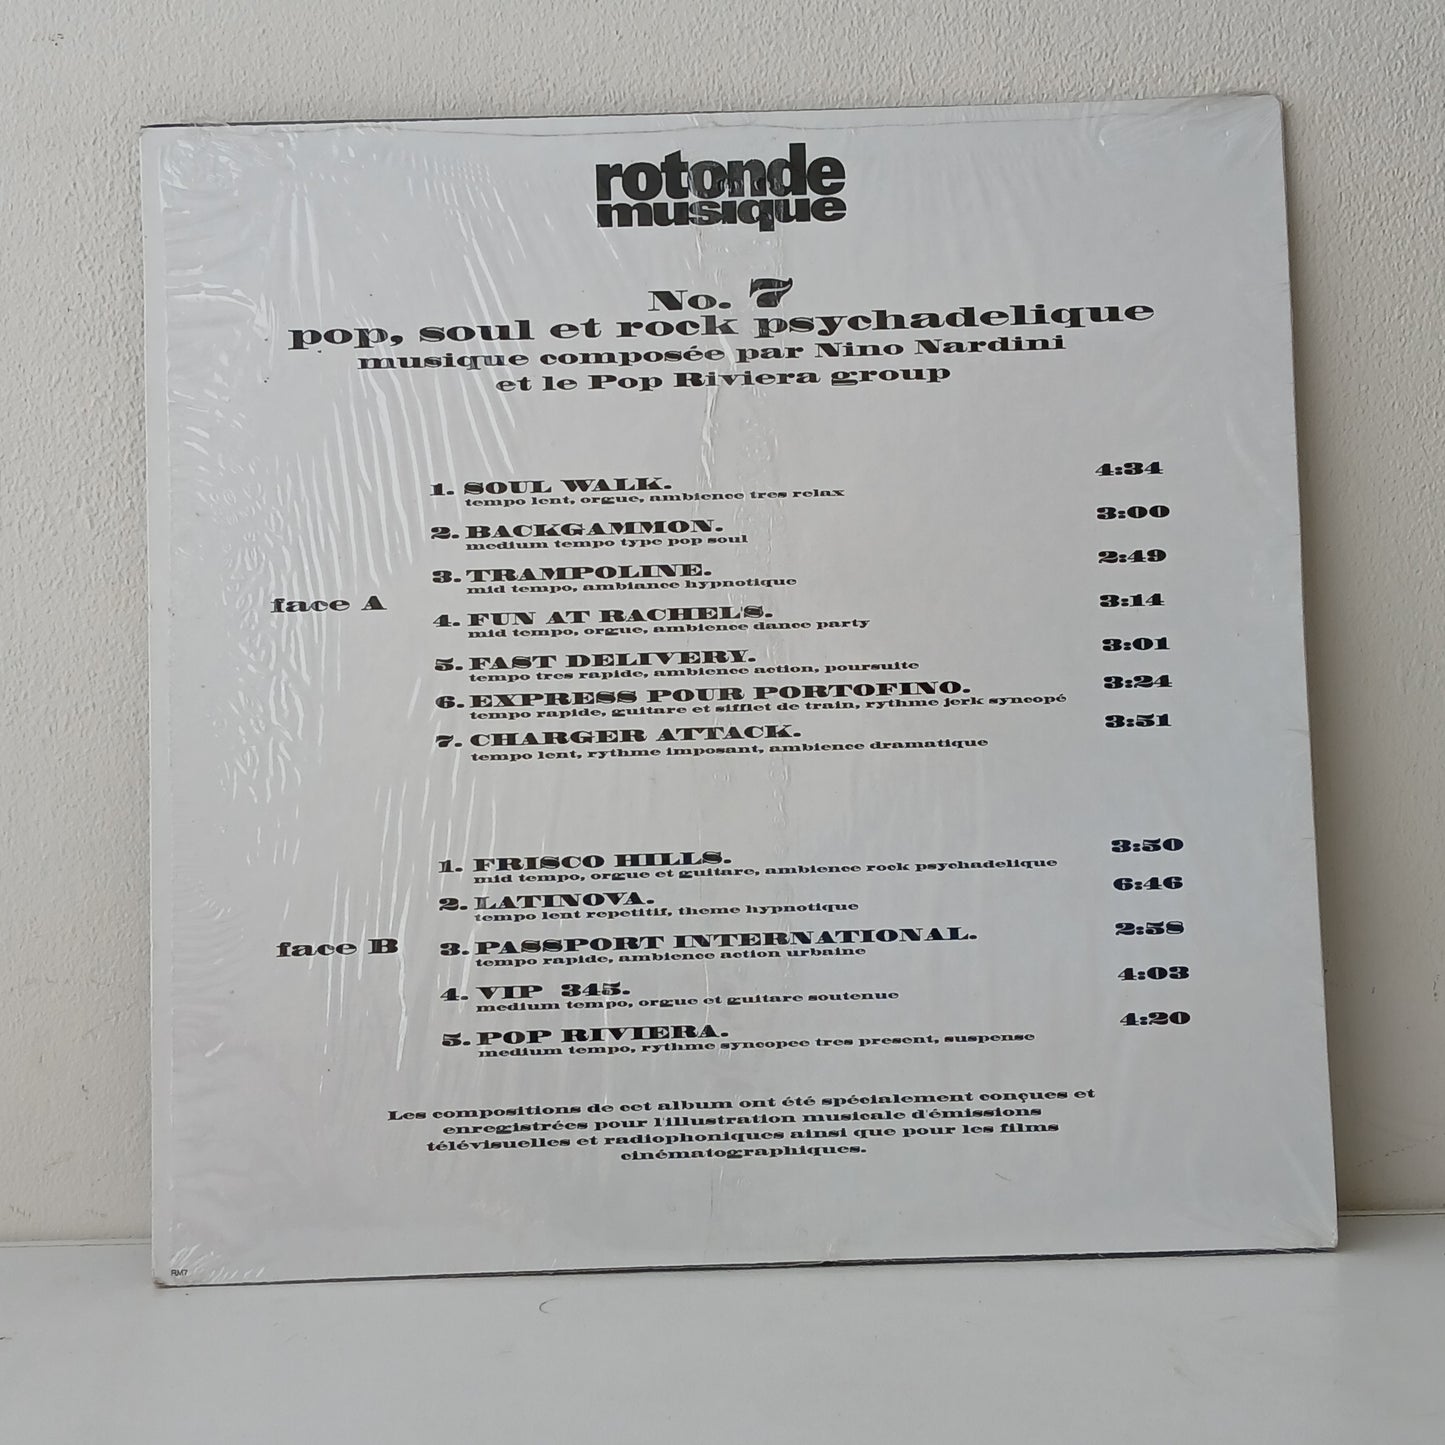 rotonde
musique
No. 7
pop, soul et rock psychadelique
musique composée par Nino Nardini
et le Pop Riviera group
face A
1. SOUL WALK. 4:34
tempo lent, orgue, ambience tres relax
2. BACKGAMMON. 3:00
medium tempo type pop soul
3. TRAMPOLINE. 2:49
mid tempo, ambiance hypnotique
4. FUN AT RACHEL'S. 3:14
mid tempo, orgue, ambience dance party
5. FAST DELIVERY. 3:01
tempo tres rapide, ambience action, poursuite
6. EXPRESS POUR PORTOFINO. 3:24
tempo rapide, guitare et sifflet de train, rythme jerk syncopé
7. CHARGER ATTACK. 3:51
tempo lent, rythme imposant, ambience dramatique
face B
1. FRISCO HILLS. 3:50
mid tempo, orgue et guitare, ambience rock psychadelique
2. LATINOVA. 6:46
tempo lent repetitif, theme hypnotique
3. PASSPORT INTERNATIONAL. 2:58
tempo rapide, ambience action urbaine
4. VIP 345. 4:03
medium tempo, orgue et guitare soutenue
5. POP RIVIERA. 4:20
medium tempo, rythme syncopee tres present, suspense
Les compositions de cet album ont été spécialement conçues et
enregistrées pour l'illustration musicale d'émissions
télévisuelles et radiophoniques ainsi que pour les films
cinématographiques.
RM7